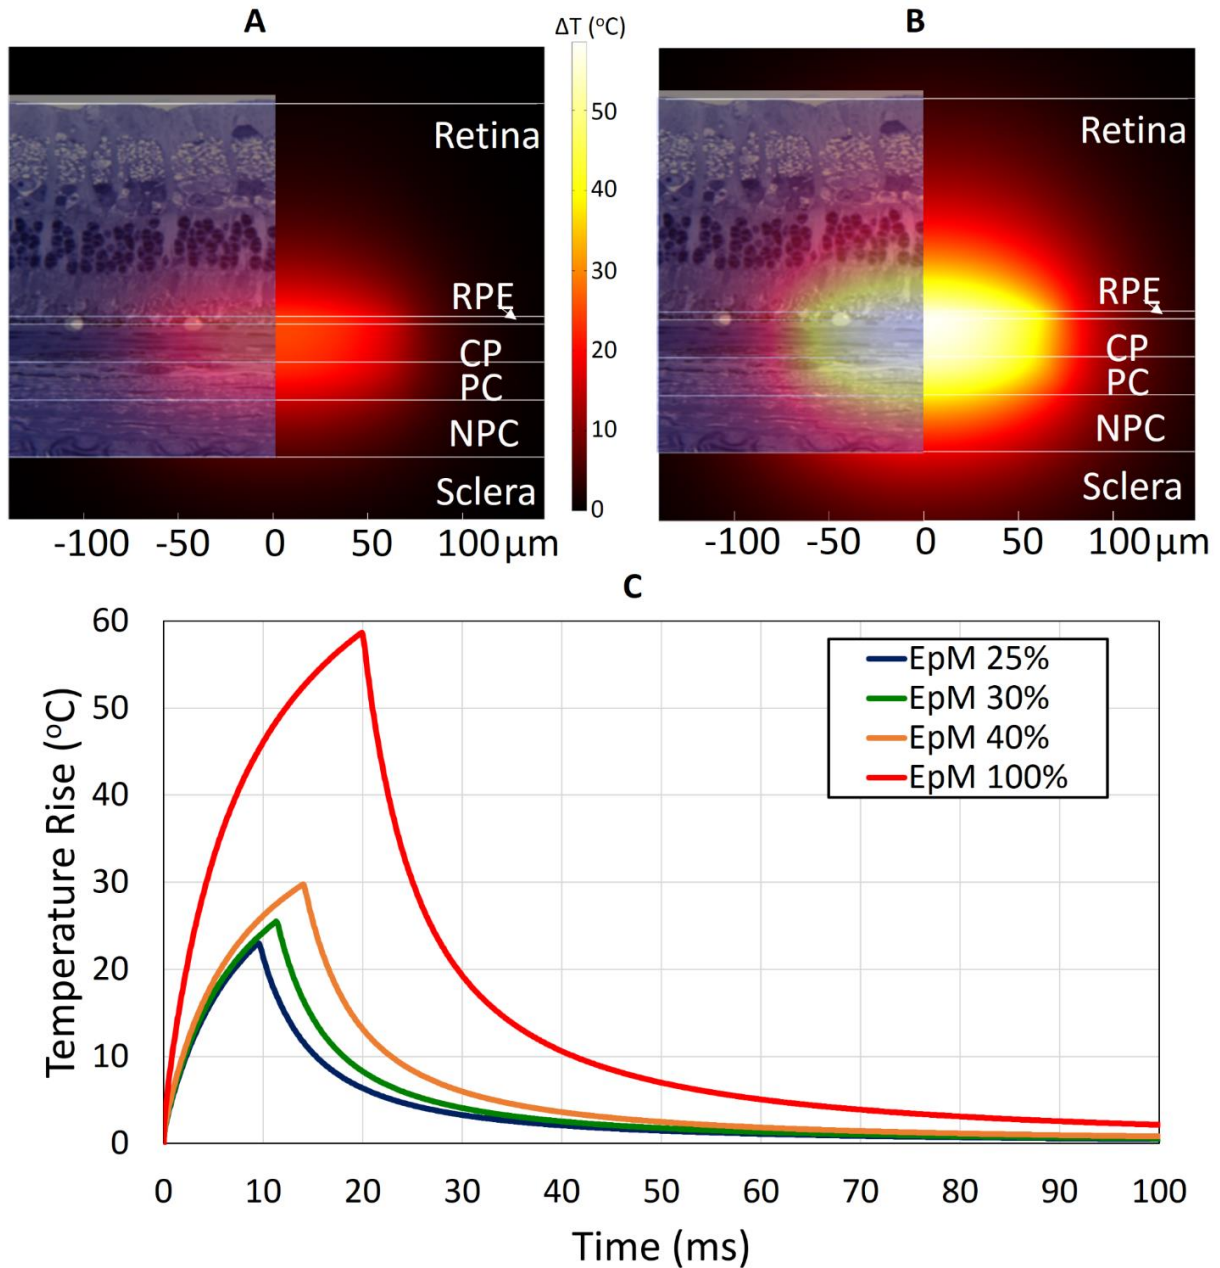 A
B
ΔT (ºC)
50
40
30
20
10
0
Retina
RPE
CP
PC
NPC
Sclera
-100 -50 0 50 100 μm
Retina
RPE
CP
PC
NPC
Sclera
-100 -50 0 50 100 μm
C
Temperature Rise (ºC)
60
50
40
30
20
10
0
EpM 25%
EpM 30%
EpM 40%
EpM 100%
0 10 20 30 40 50 60 70 80 90 100
Time (ms)